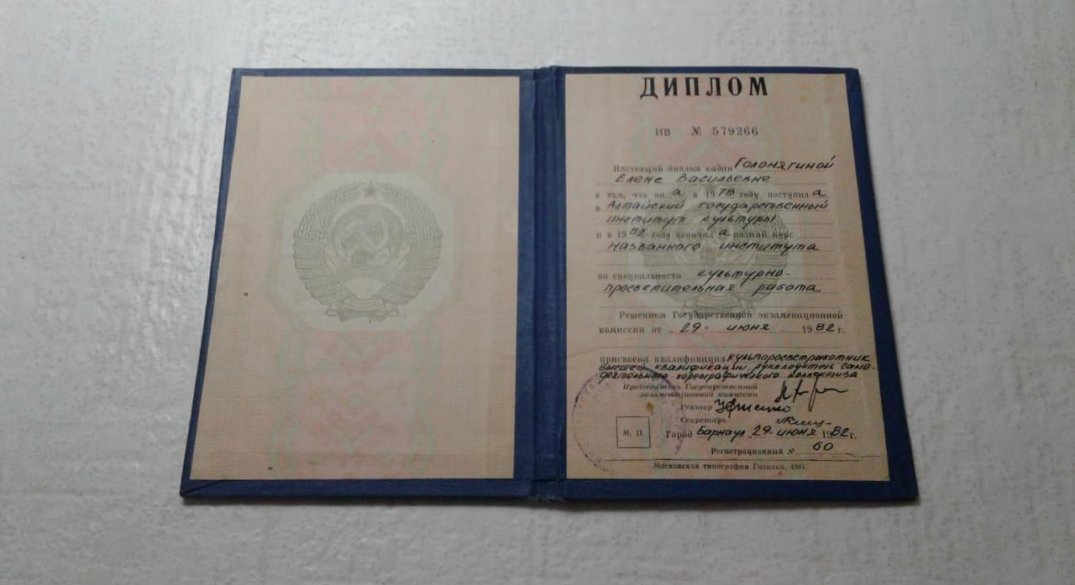 ДИПЛОМ
ИВ № 579266
Настоящий диплом выдан Голонягиной
Елене Васильевне
в том, что он а в 1978 году поступил а
в Алтайский государственный
институт культуры
и в 1982 году окончил а полный курс
названного института
по специальности культурно-
просветительная работа
Решением Государственной экзаменационной
комиссии от 29 июня 1982 г.
присвоена квалификация культпросветработник
высшей квалификации, руководитель само-
деятельного хореографического коллектива
Председатель Государственной
экзаменационной комиссии
Ректор
Секретарь
М. П.
Город Барнаул 29 июня 1982 г.
Регистрационный № 60
Московская типография Гознака. 1981.